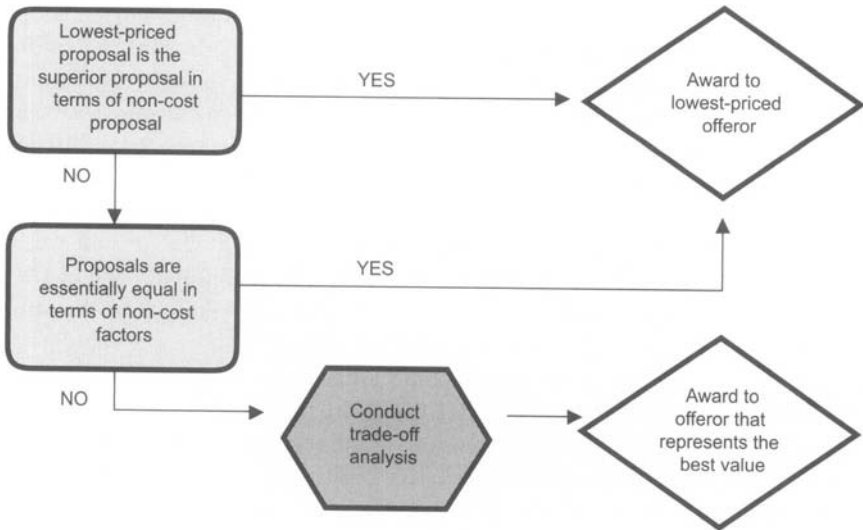 Lowest-priced
proposal is the
superior proposal in
terms of non-cost
proposal
YES
Award to
lowest-priced
offeror
NO
Proposals are
essentially equal in
terms of non-cost
factors
YES
NO
Conduct
trade-off
analysis
Award to
offeror that
represents the
best value